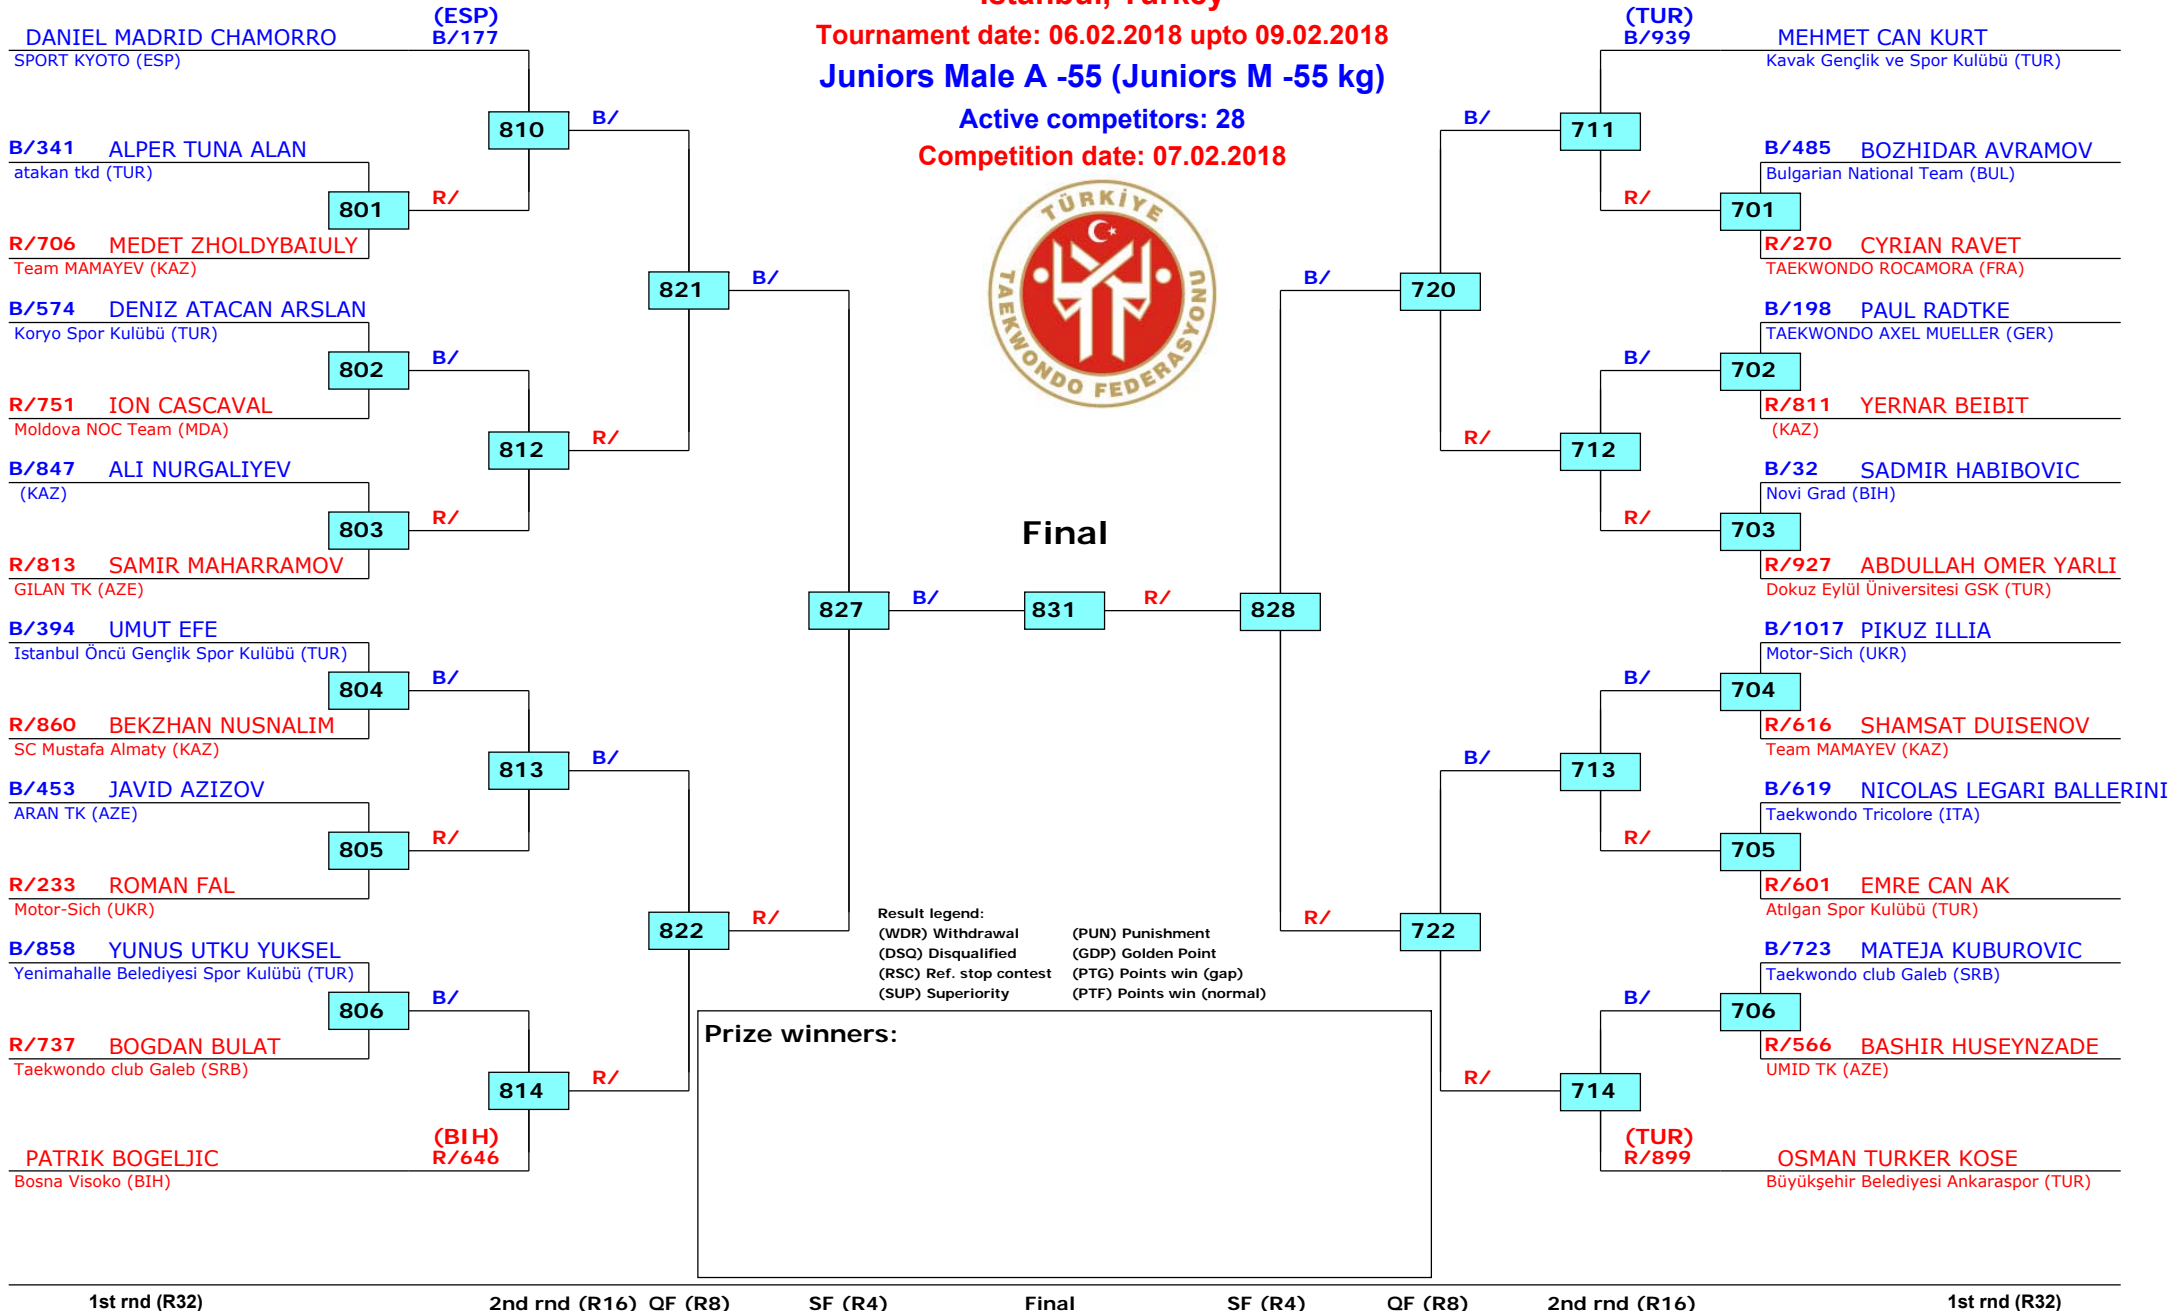 Istanbul, Turkey
Tournament date: 06.02.2018 upto 09.02.2018
Juniors Male A -55 (Juniors M -55 kg)
Active competitors: 28
Competition date: 07.02.2018
TÜRKİYE
TAEKWONDO FEDERASYONU
(ESP)
DANIEL MADRID CHAMORRO B/177
SPORT KYOTO (ESP)
810 B/
B/341 ALPER TUNA ALAN
atakan tkd (TUR)
801 R/
R/706 MEDET ZHOLDYBAIULY
Team MAMAYEV (KAZ)
821 B/
B/574 DENIZ ATACAN ARSLAN
Koryo Spor Kulübü (TUR)
802 B/
R/751 ION CASCAVAL
Moldova NOC Team (MDA)
812 R/
B/847 ALI NURGALIYEV
(KAZ)
803 R/
R/813 SAMIR MAHARRAMOV
GILAN TK (AZE)
827 B/
B/394 UMUT EFE
Istanbul Öncü Gençlik Spor Kulübü (TUR)
804 B/
R/860 BEKZHAN NUSNALIM
SC Mustafa Almaty (KAZ)
813 B/
B/453 JAVID AZIZOV
ARAN TK (AZE)
805 R/
R/233 ROMAN FAL
Motor-Sich (UKR)
822 R/
B/858 YUNUS UTKU YUKSEL
Yenimahalle Belediyesi Spor Kulübü (TUR)
806 B/
R/737 BOGDAN BULAT
Taekwondo club Galeb (SRB)
814 R/
(BIH)
PATRIK BOGELJIC R/646
Bosna Visoko (BIH)
Final
831
(TUR)
B/939 MEHMET CAN KURT
Kavak Gençlik ve Spor Kulübü (TUR)
B/ 711
B/485 BOZHIDAR AVRAMOV
Bulgarian National Team (BUL)
R/ 701
R/270 CYRIAN RAVET
TAEKWONDO ROCAMORA (FRA)
B/ 720
B/198 PAUL RADTKE
TAEKWONDO AXEL MUELLER (GER)
B/ 702
R/811 YERNAR BEIBIT
(KAZ)
R/ 712
B/32 SADMIR HABIBOVIC
Novi Grad (BIH)
R/ 703
R/927 ABDULLAH OMER YARLI
Dokuz Eylül Üniversitesi GSK (TUR)
R/ 828
B/1017 PIKUZ ILLIA
Motor-Sich (UKR)
B/ 704
R/616 SHAMSAT DUISENOV
Team MAMAYEV (KAZ)
B/ 713
B/619 NICOLAS LEGARI BALLERINI
Taekwondo Tricolore (ITA)
R/ 705
R/601 EMRE CAN AK
Atılgan Spor Kulübü (TUR)
R/ 722
B/723 MATEJA KUBUROVIC
Taekwondo club Galeb (SRB)
B/ 706
R/566 BASHIR HUSEYNZADE
UMID TK (AZE)
R/ 714
(TUR)
R/899 OSMAN TURKER KOSE
Büyükşehir Belediyesi Ankaraspor (TUR)
Result legend:
(WDR) Withdrawal (PUN) Punishment
(DSQ) Disqualified (GDP) Golden Point
(RSC) Ref. stop contest (PTG) Points win (gap)
(SUP) Superiority (PTF) Points win (normal)
Prize winners:
1st rnd (R32) 2nd rnd (R16) QF (R8) SF (R4) Final SF (R4) QF (R8) 2nd rnd (R16) 1st rnd (R32)